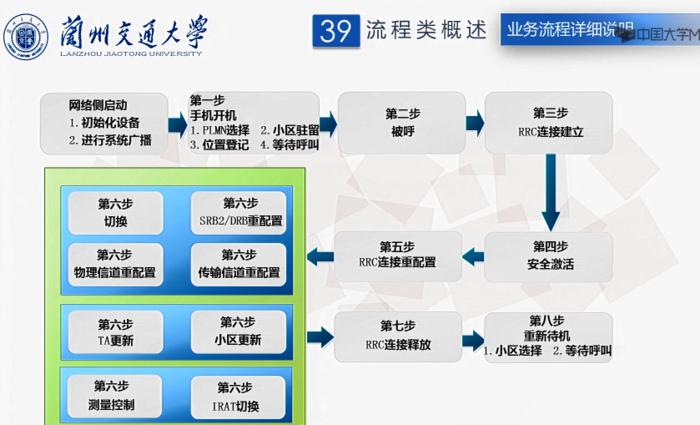 兰州交通大学
LANZHOU JIAOTONG UNIVERSITY
39 流程类概述
业务流程详细说明
中国大学M
网络侧启动
1.初始化设备
2.进行系统广播
第一步
手机开机
1.PLMN选择 2.小区驻留
3.位置登记 4.等待呼叫
第二步
被呼
第三步
RRC连接建立
第六步
切换
第六步
SRB2/DRB重配置
第六步
物理信道重配置
第六步
传输信道重配置
第五步
RRC连接重配置
第四步
安全激活
第六步
TA更新
第六步
小区更新
第七步
RRC连接释放
第八步
重新待机
1.小区选择 2.等待呼叫
第六步
测量控制
第六步
IRAT切换